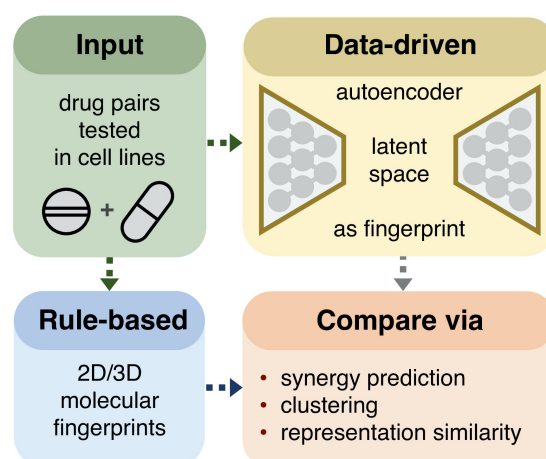 Input
drug pairs
tested
in cell lines
+
Data-driven
autoencoder
latent
space
as fingerprint
Rule-based
2D/3D
molecular
fingerprints
Compare via
• synergy prediction
• clustering
• representation similarity